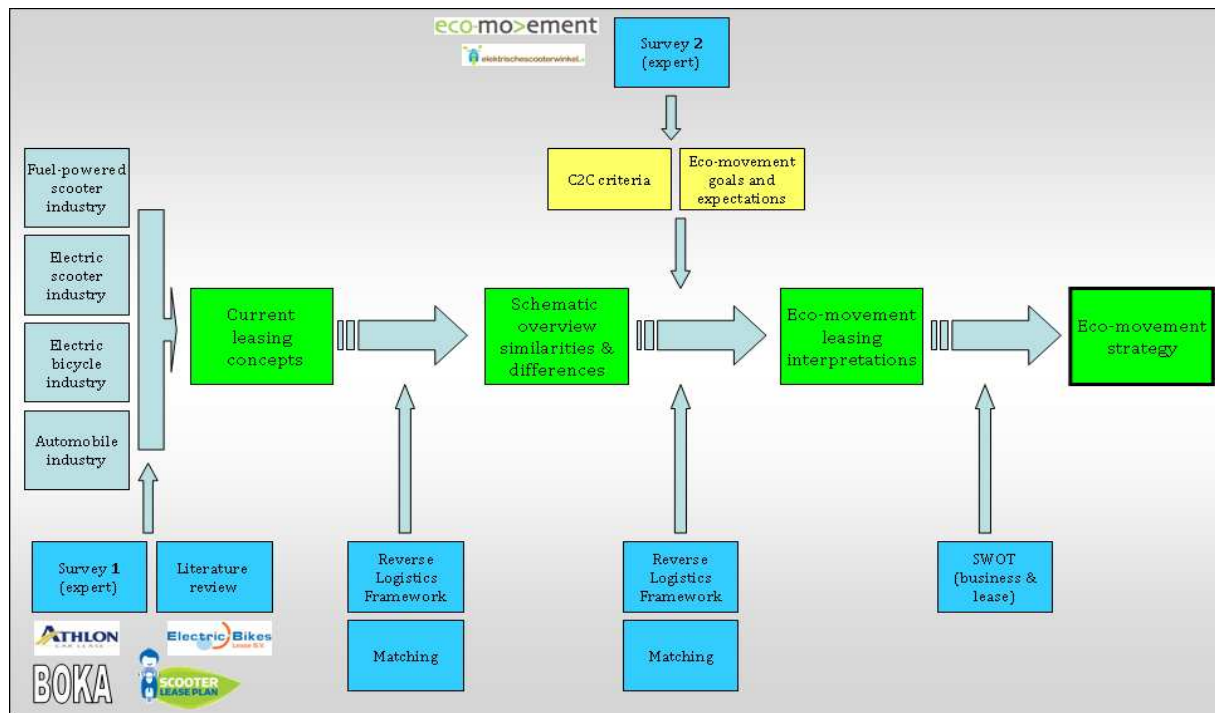 eco-mo>ement
elektrischescooterwinkel.nl
Survey 2
(expert)
Fuel-powered
scooter
industry
Electric
scooter
industry
Electric
bicycle
industry
Automobile
industry
C2C criteria
Eco-movement
goals and
expectations
Current
leasing
concepts
Schematic
overview
similarities &
differences
Eco-movement
leasing
interpretations
Eco-movement
strategy
Survey 1
(expert)
Literature
review
Reverse
Logistics
Framework
Matching
Reverse
Logistics
Framework
Matching
SWOT
(business &
lease)
ATHLON
CAR LEASE
Electric Bikes
Lease B.V.
BOKA
SCOOTER
LEASEPLAN